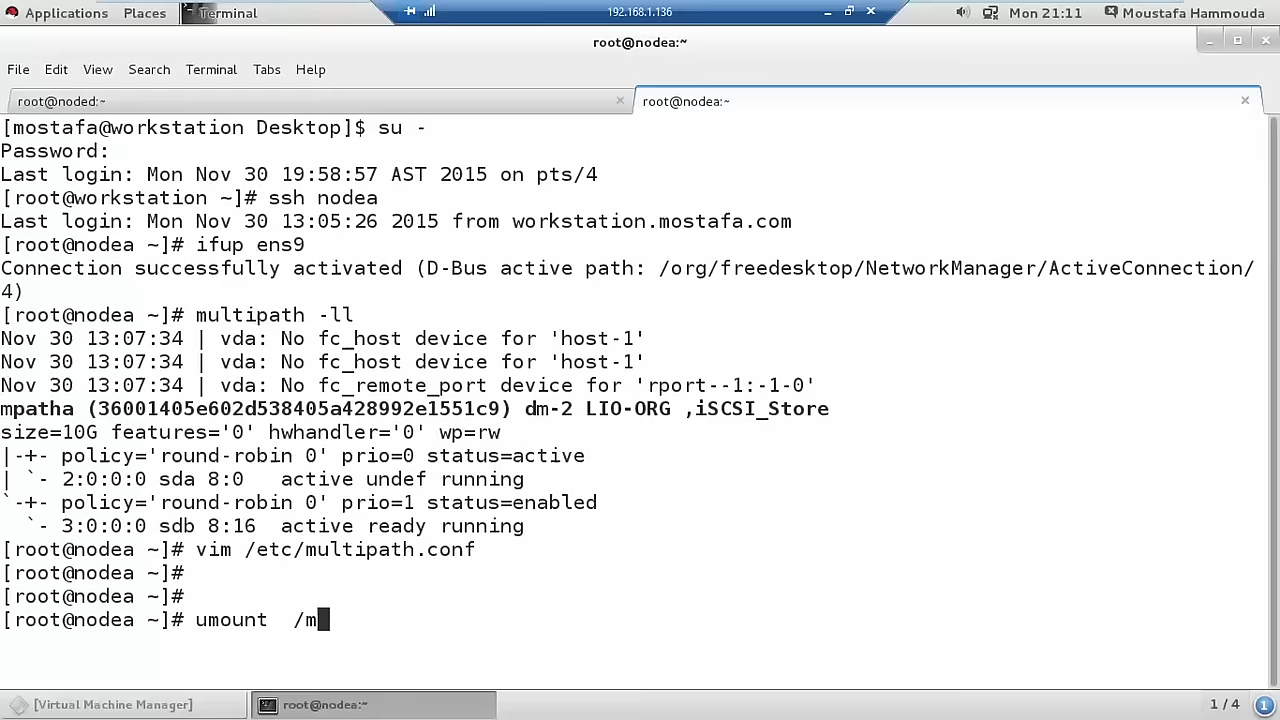 Applications Places Terminal 192.168.1.136 Mon 21:11 Moustafa Hammouda
root@nodea:~
File Edit View Search Terminal Tabs Help
root@noded:~ root@nodea:~
[mostafa@workstation Desktop]$ su -
Password:
Last login: Mon Nov 30 19:58:57 AST 2015 on pts/4
[root@workstation ~]# ssh nodea
Last login: Mon Nov 30 13:05:26 2015 from workstation.mostafa.com
[root@nodea ~]# ifup ens9
Connection successfully activated (D-Bus active path: /org/freedesktop/NetworkManager/ActiveConnection/
4)
[root@nodea ~]# multipath -ll
Nov 30 13:07:34 | vda: No fc_host device for 'host-1'
Nov 30 13:07:34 | vda: No fc_host device for 'host-1'
Nov 30 13:07:34 | vda: No fc_remote_port device for 'rport--1:-1-0'
mpatha (36001405e602d538405a428992e1551c9) dm-2 LIO-ORG ,iSCSI_Store
size=10G features='0' hwhandler='0' wp=rw
|-+- policy='round-robin 0' prio=0 status=active
| `- 2:0:0:0 sda 8:0   active undef running
`-+- policy='round-robin 0' prio=1 status=enabled
  `- 3:0:0:0 sdb 8:16  active ready running
[root@nodea ~]# vim /etc/multipath.conf
[root@nodea ~]#
[root@nodea ~]#
[root@nodea ~]# umount  /m
[Virtual Machine Manager] root@nodea:~ 1 / 4 1